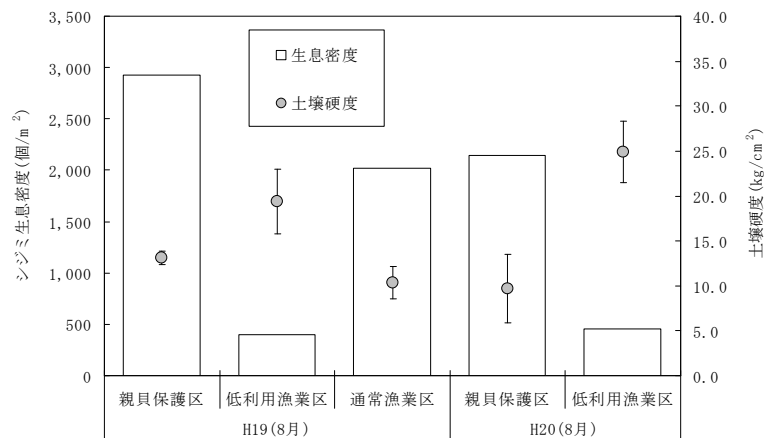 3,500
3,000
2,500
2,000
1,500
1,000
500
0
シジミ生息密度(個/m²)
生息密度
土壌硬度
40.0
35.0
30.0
25.0
20.0
15.0
10.0
5.0
0.0
土壌硬度(kg/cm²)
親貝保護区 低利用漁業区 通常漁業区 親貝保護区 低利用漁業区
H19(8月) H20(8月)